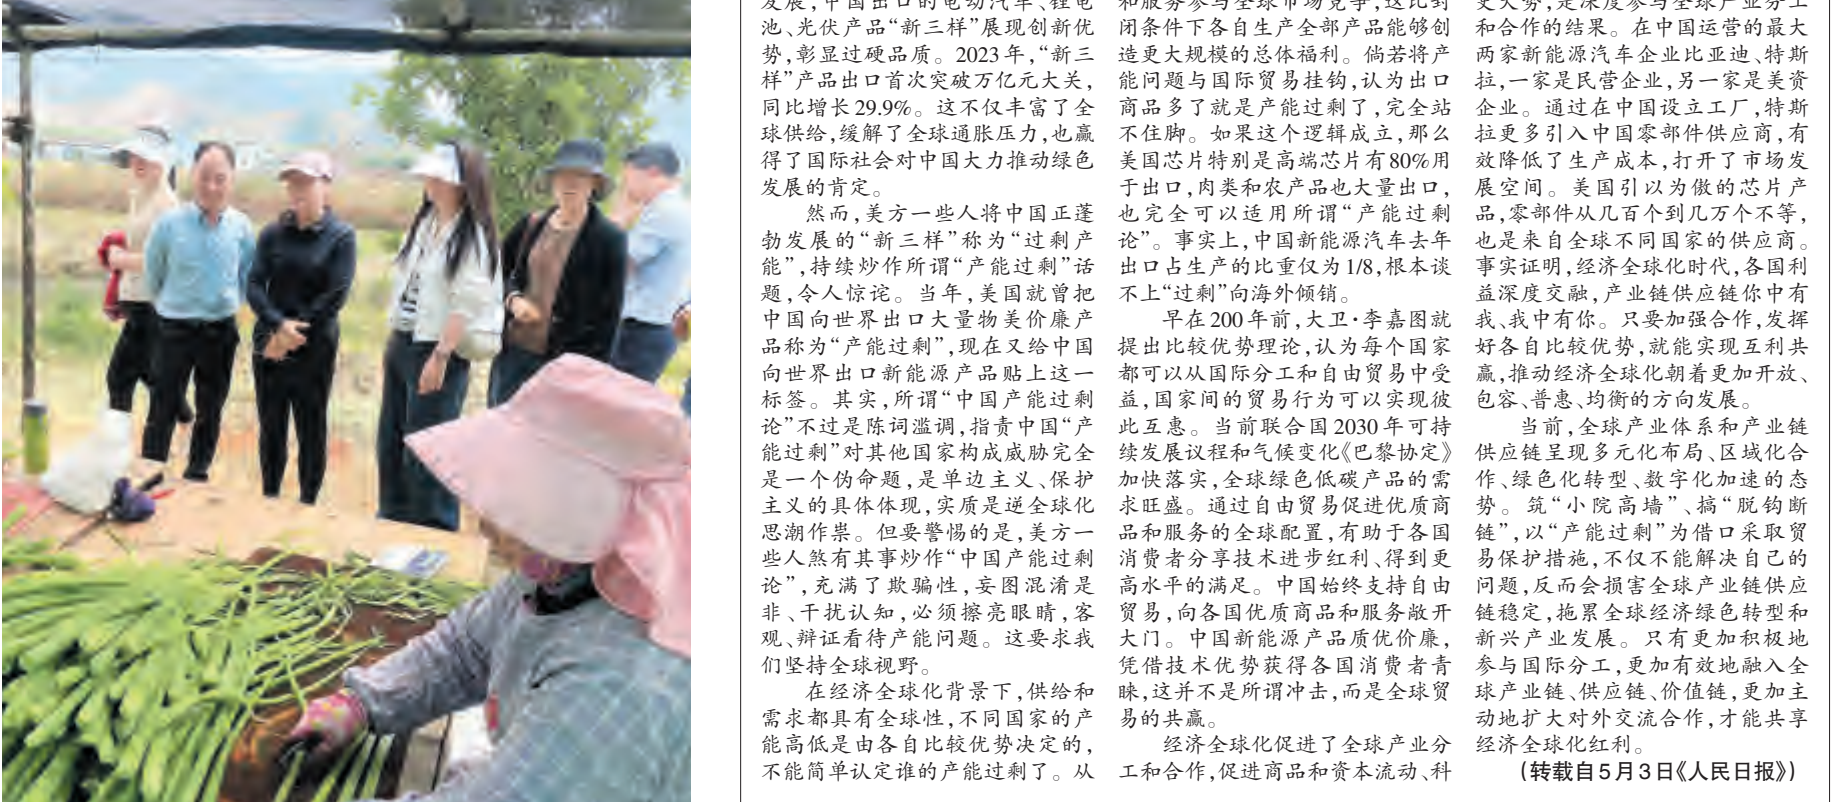 发展，中国出口的电动汽车、锂电
池、光伏产品“新三样”展现创新优
势，彰显过硬品质。2023年，“新三
样”产品出口首次突破万亿元大关，
同比增长29.9%。这不仅丰富了全
球供给，缓解了全球通胀压力，也赢
得了国际社会对中国大力推动绿色
发展的肯定。
然而，美方一些人将中国正蓬
勃发展的“新三样”称为“过剩产
能”，持续炒作所谓“产能过剩”话
题，令人惊诧。当年，美国就曾把
中国向世界出口大量物美价廉产
品称为“产能过剩”，现在又给中国
向世界出口新能源产品贴上这一
标签。其实，所谓“中国产能过剩
论”不过是陈词滥调，指责中国“产
能过剩”对其他国家构成威胁完全
是一个伪命题，是单边主义、保护
主义的具体体现，实质是逆全球化
思潮作祟。但要警惕的是，美方一
些人煞有其事炒作“中国产能过剩
论”，充满了欺骗性，妄图混淆是
非、干扰认知，必须擦亮眼睛，客
观、辩证看待产能问题。这要求我
们坚持全球视野。
在经济全球化背景下，供给和
需求都具有全球性，不同国家的产
能高低是由各自比较优势决定的，
不能简单认定谁的产能过剩了。从
和服务参与全球市场竞争，这比封
闭条件下各自生产全部产品能够创
造更大规模的总体福利。倘若将产
能问题与国际贸易挂钩，认为出口
商品多了就是产能过剩了，完全站
不住脚。如果这个逻辑成立，那么
美国芯片特别是高端芯片有80%用
于出口，肉类和农产品也大量出口，
也完全可以适用所谓“产能过剩
论”。事实上，中国新能源汽车去年
出口占生产的比重仅为1/8，根本谈
不上“过剩”向海外倾销。
早在200年前，大卫·李嘉图就
提出比较优势理论，认为每个国家
都可以从国际分工和自由贸易中受
益，国家间的贸易行为可以实现彼
此互惠。当前联合国2030年可持
续发展议程和气候变化《巴黎协定》
加快落实，全球绿色低碳产品的需
求旺盛。通过自由贸易促进优质商
品和服务的全球配置，有助于各国
消费者分享技术进步红利、得到更
高水平的满足。中国始终支持自由
贸易，向各国优质商品和服务敞开
大门。中国新能源产品质优价廉，
凭借技术优势获得各国消费者青
睐，这并不是所谓冲击，而是全球贸
易的共赢。
经济全球化促进了全球产业分
工和合作，促进商品和资本流动、科
更大势，是深度参与全球产业分工
和合作的结果。在中国运营的最大
两家新能源汽车企业比亚迪、特斯
拉，一家是民营企业，另一家是美资
企业。通过在中国设立工厂，特斯
拉更多引入中国零部件供应商，有
效降低了生产成本，打开了市场发
展空间。美国引以为傲的芯片产
品，零部件从几百个到几万个不等，
也是来自全球不同国家的供应商。
事实证明，经济全球化时代，各国利
益深度交融，产业链供应链你中有
我、我中有你。只要加强合作，发挥
好各自比较优势，就能实现互利共
赢，推动经济全球化朝着更加开放、
包容、普惠、均衡的方向发展。
当前，全球产业体系和产业链
供应链呈现多元化布局、区域化合
作、绿色化转型、数字化加速的态
势。筑“小院高墙”、搞“脱钩断
链”，以“产能过剩”为借口采取贸
易保护措施，不仅不能解决自己的
问题，反而会损害全球产业链供应
链稳定，拖累全球经济绿色转型和
新兴产业发展。只有更加积极地
参与国际分工，更加有效地融入全
球产业链、供应链、价值链，更加主
动地扩大对外交流合作，才能共享
经济全球化红利。
（转载自5月3日《人民日报》）